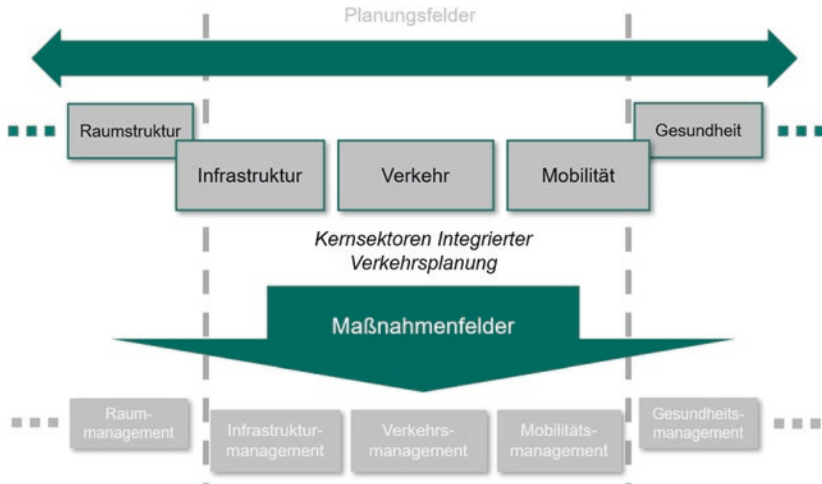 Planungsfelder
Raumstruktur
Gesundheit
Infrastruktur
Verkehr
Mobilität
Kernsektoren Integrierter
Verkehrsplanung
Maßnahmenfelder
Raum-
management
Infrastruktur-
management
Verkehrs-
management
Mobilitäts-
management
Gesundheits-
management